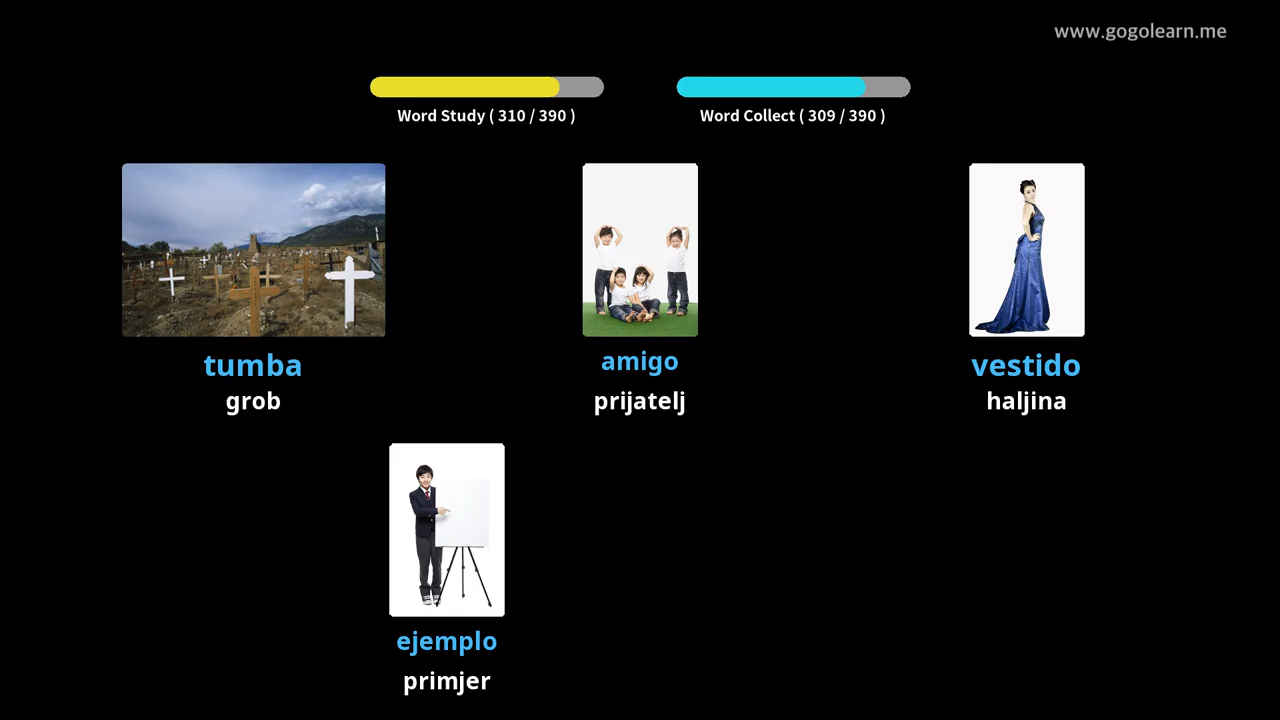 www.gogolearn.me
Word Study ( 310 / 390 )
Word Collect ( 309 / 390 )
tumba
grob
amigo
prijatelj
vestido
haljina
ejemplo
primjer